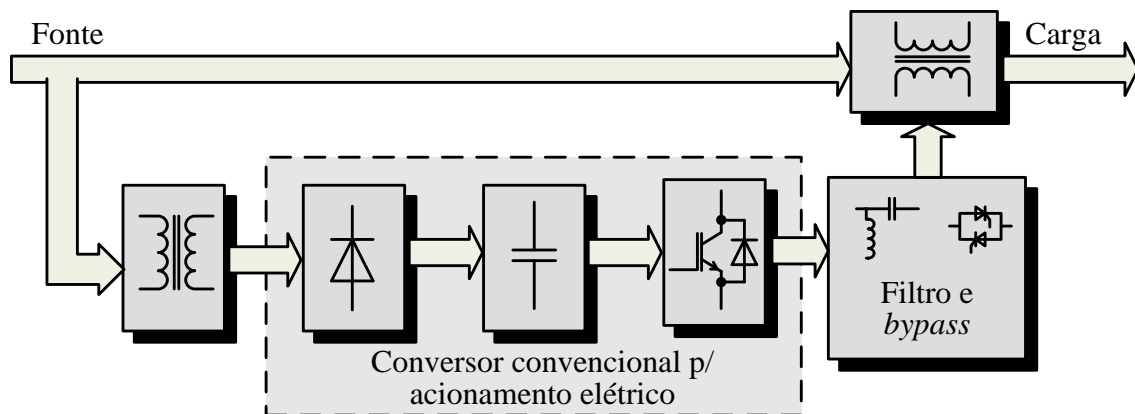 Fonte
Carga
Filtro e
bypass
Conversor convencional p/
acionamento elétrico